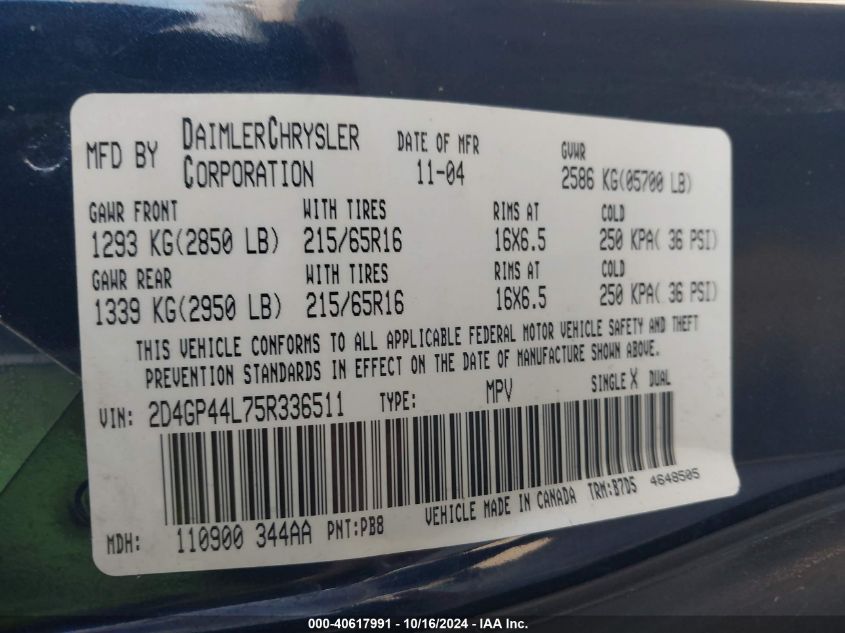 MFD BY DAIMLERCHRYSLER CORPORATION DATE OF MFR 11-04 GVWR 2586 KG(05700 LB)
GAWR FRONT WITH TIRES RIMS AT COLD
1293 KG(2850 LB) 215/65R16 16X6.5 250 KPA( 36 PSI)
GAWR REAR WITH TIRES RIMS AT COLD
1339 KG(2950 LB) 215/65R16 16X6.5 250 KPA( 36 PSI)
THIS VEHICLE CONFORMS TO ALL APPLICABLE FEDERAL MOTOR VEHICLE SAFETY AND THEFT
PREVENTION STANDARDS IN EFFECT ON THE DATE OF MANUFACTURE SHOWN ABOVE.
VIN: 2D4GP44L75R336511 TYPE: MPV SINGLE X DUAL
MDH: 110900 344AA PNT:PB8 VEHICLE MADE IN CANADA TRM:B7D5 4648505
000-40617991 - 10/16/2024 - IAA Inc.